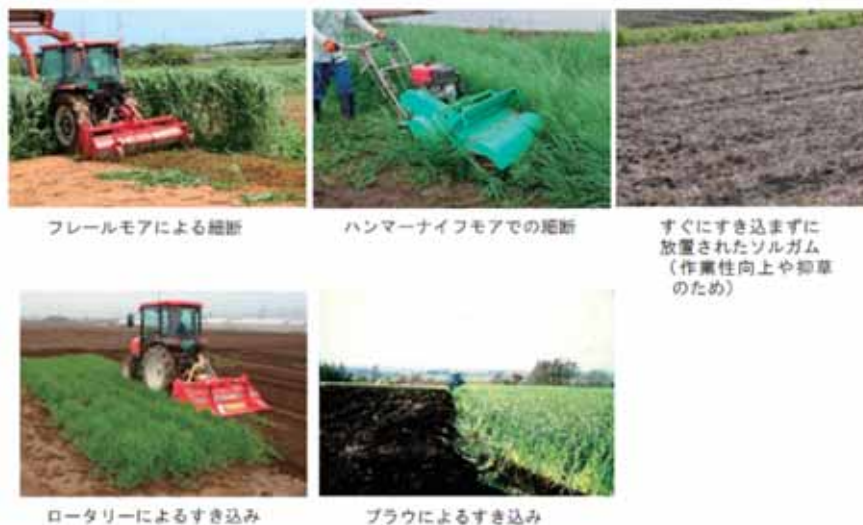 フレールモアによる細断
ハンマーナイフモアでの細断
すぐにすき込まずに
放置されたソルガム
（作業性向上や抑草
のため）
ロータリーによるすき込み
プラウによるすき込み